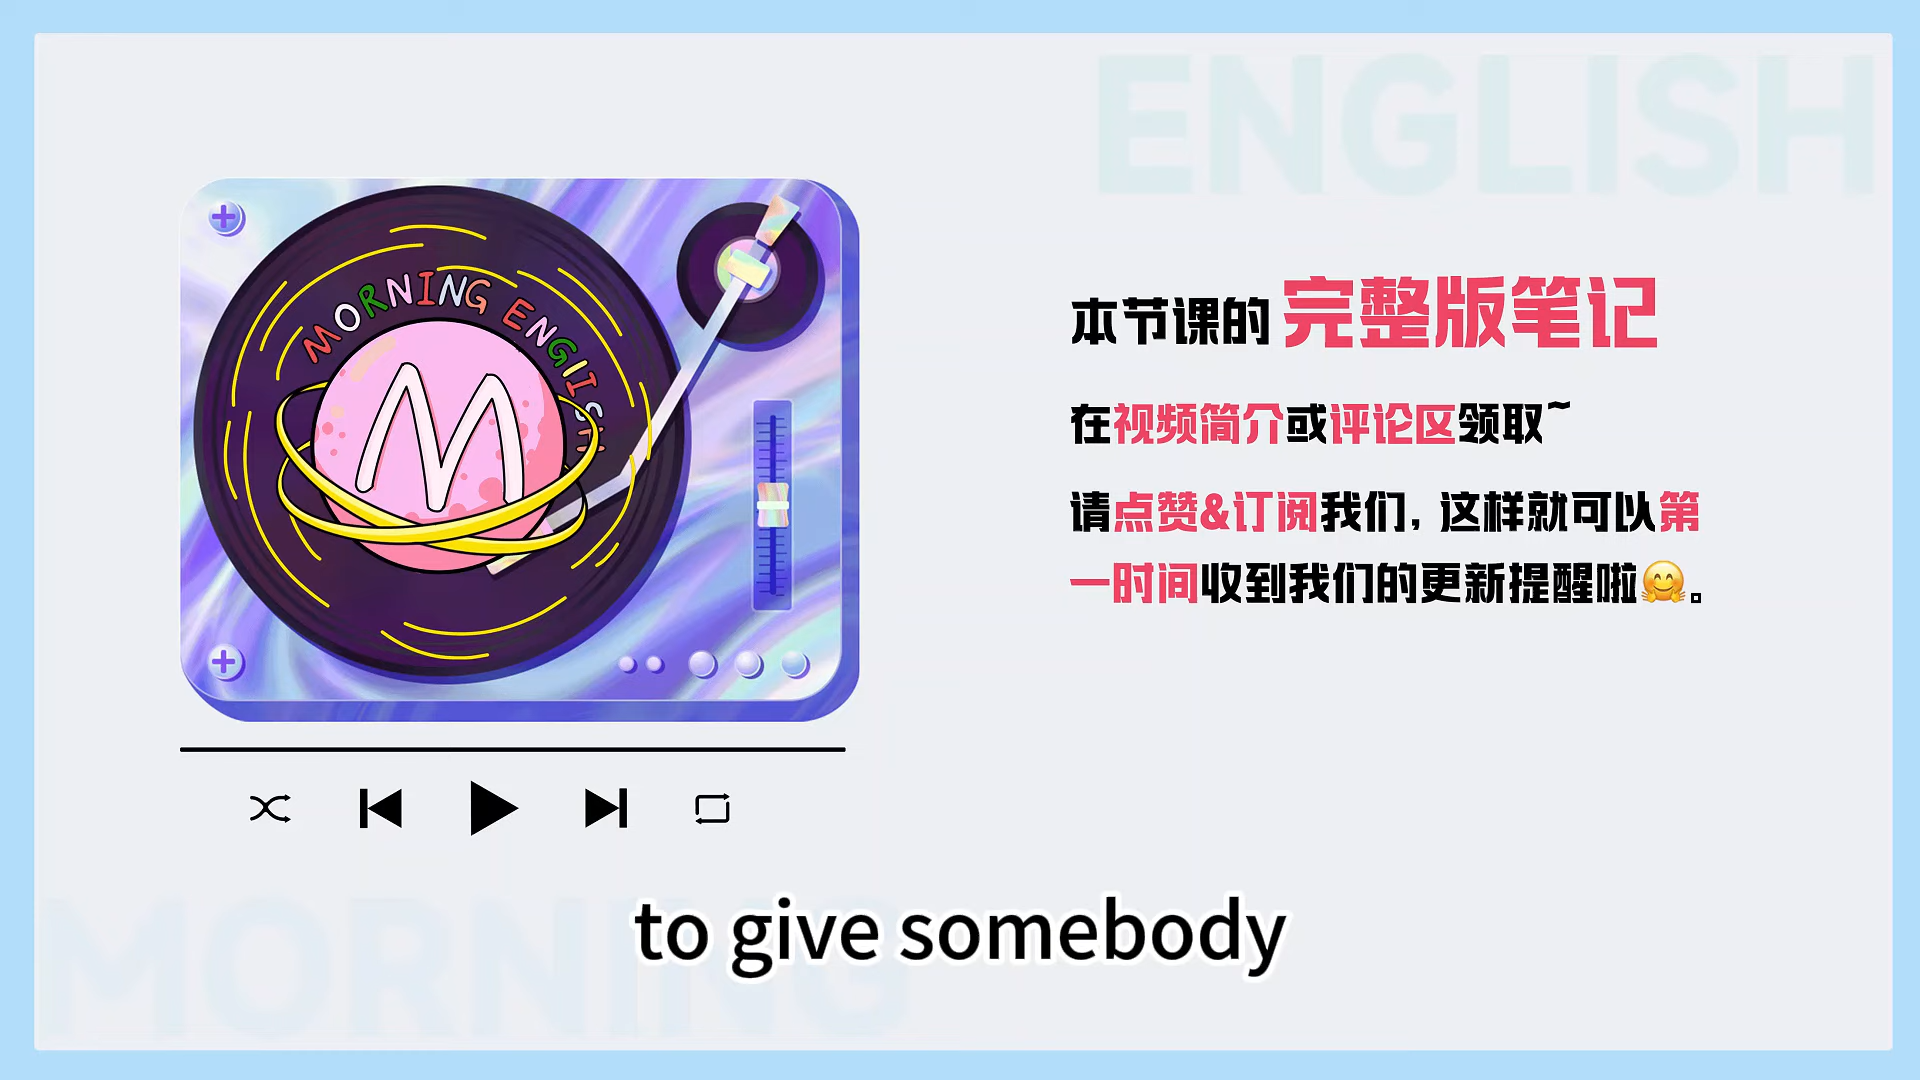 ENGLISH
MORNING ENGlISH
M
本节课的 完整版笔记
在视频简介或评论区领取~
请点赞&订阅我们, 这样就可以第
一时间收到我们的更新提醒啦🤗。
to give somebody
MORNING